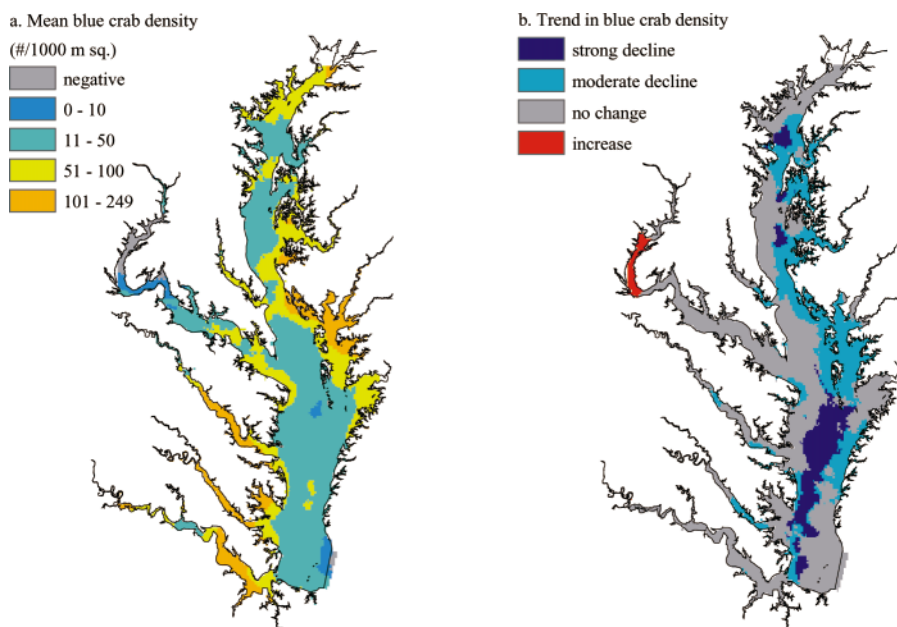 a. Mean blue crab density
(#/1000 m sq.)
negative
0 - 10
11 - 50
51 - 100
101 - 249
b. Trend in blue crab density
strong decline
moderate decline
no change
increase